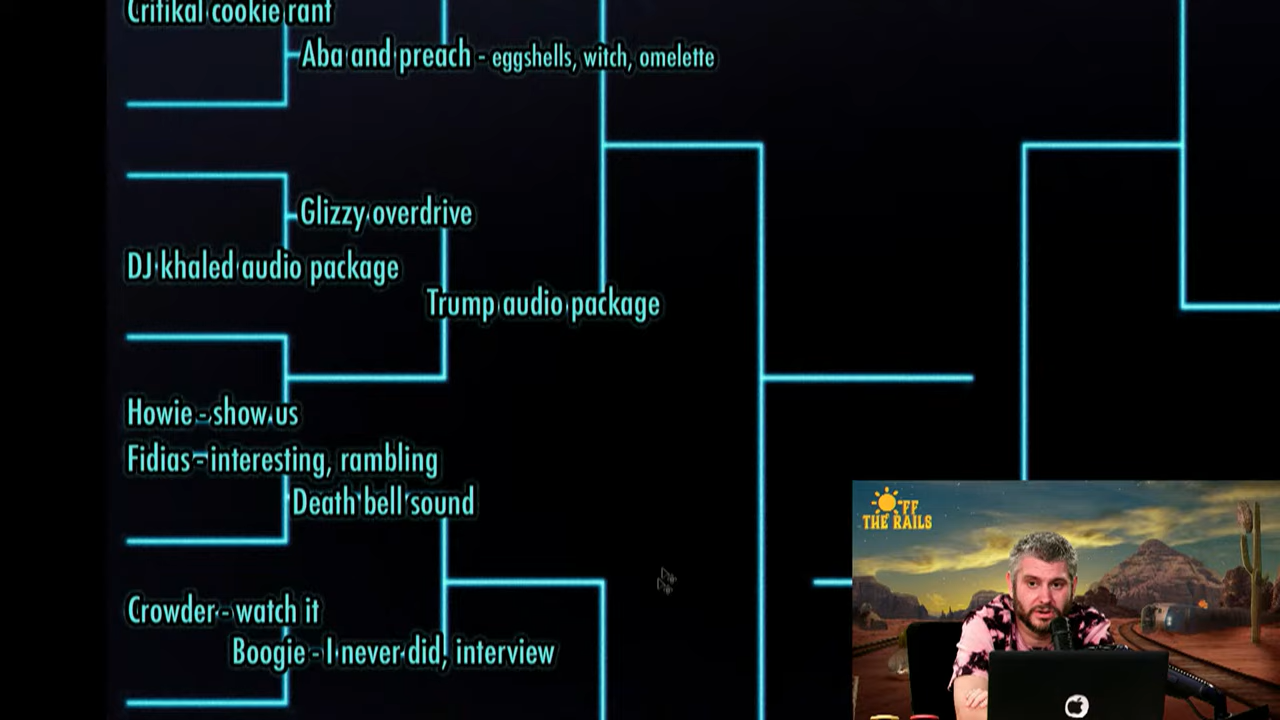 Critikal cookie rant
Aba and preach - eggshells, witch, omelette
Glizzy overdrive
DJ khaled audio package
Trump audio package
Howie - show us
Fidias - interesting, rambling
Death bell sound
OFF
THE RAILS
Crowder - watch it
Boogie - I never did, interview